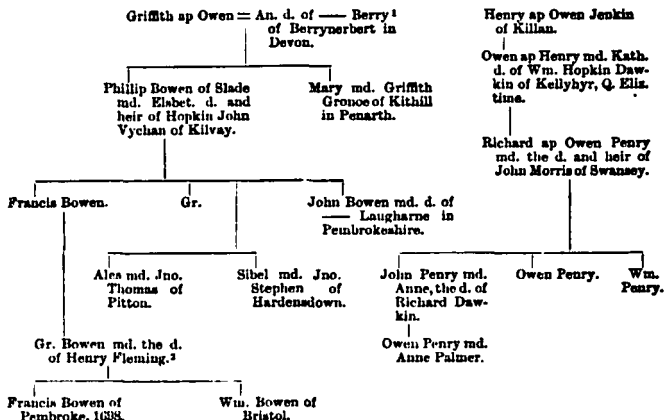 Griffith ap Owen = An. d. of —— Berry¹
of Berrynerbert in
Devon.
Henry ap Owen Jenkin
of Killan.
Owen ap Henry md. Kath.
d. of Wm. Hopkin Daw-
kin of Kellyhyr, Q. Eliz.
time.
Phillip Bowen of Slade
md. Elsbet. d. and
heir of Hopkin John
Vychan of Kilvay.
Mary md. Griffith
Gronoe of Kithill
in Penarth.
Richard ap Owen Penry
md. the d. and heir of
John Morris of Swansey.
Francis Bowen.
Gr.
John Bowen md. d. of
—— Laugharne in
Pembrokeshire.
Ales md. Jno.
Thomas of
Pitton.
Sibel md. Jno.
Stephen of
Hardensdown.
John Penry md.
Anne, the d. of
Richard Daw-
kin.
Owen Penry.
Wm.
Penry.
Gr. Bowen md. the d.
of Henry Fleming.²
Owen Penry md.
Anne Palmer.
Francis Bowen of
Pembroke, 1698.
Wm. Bowen of
Bristol.